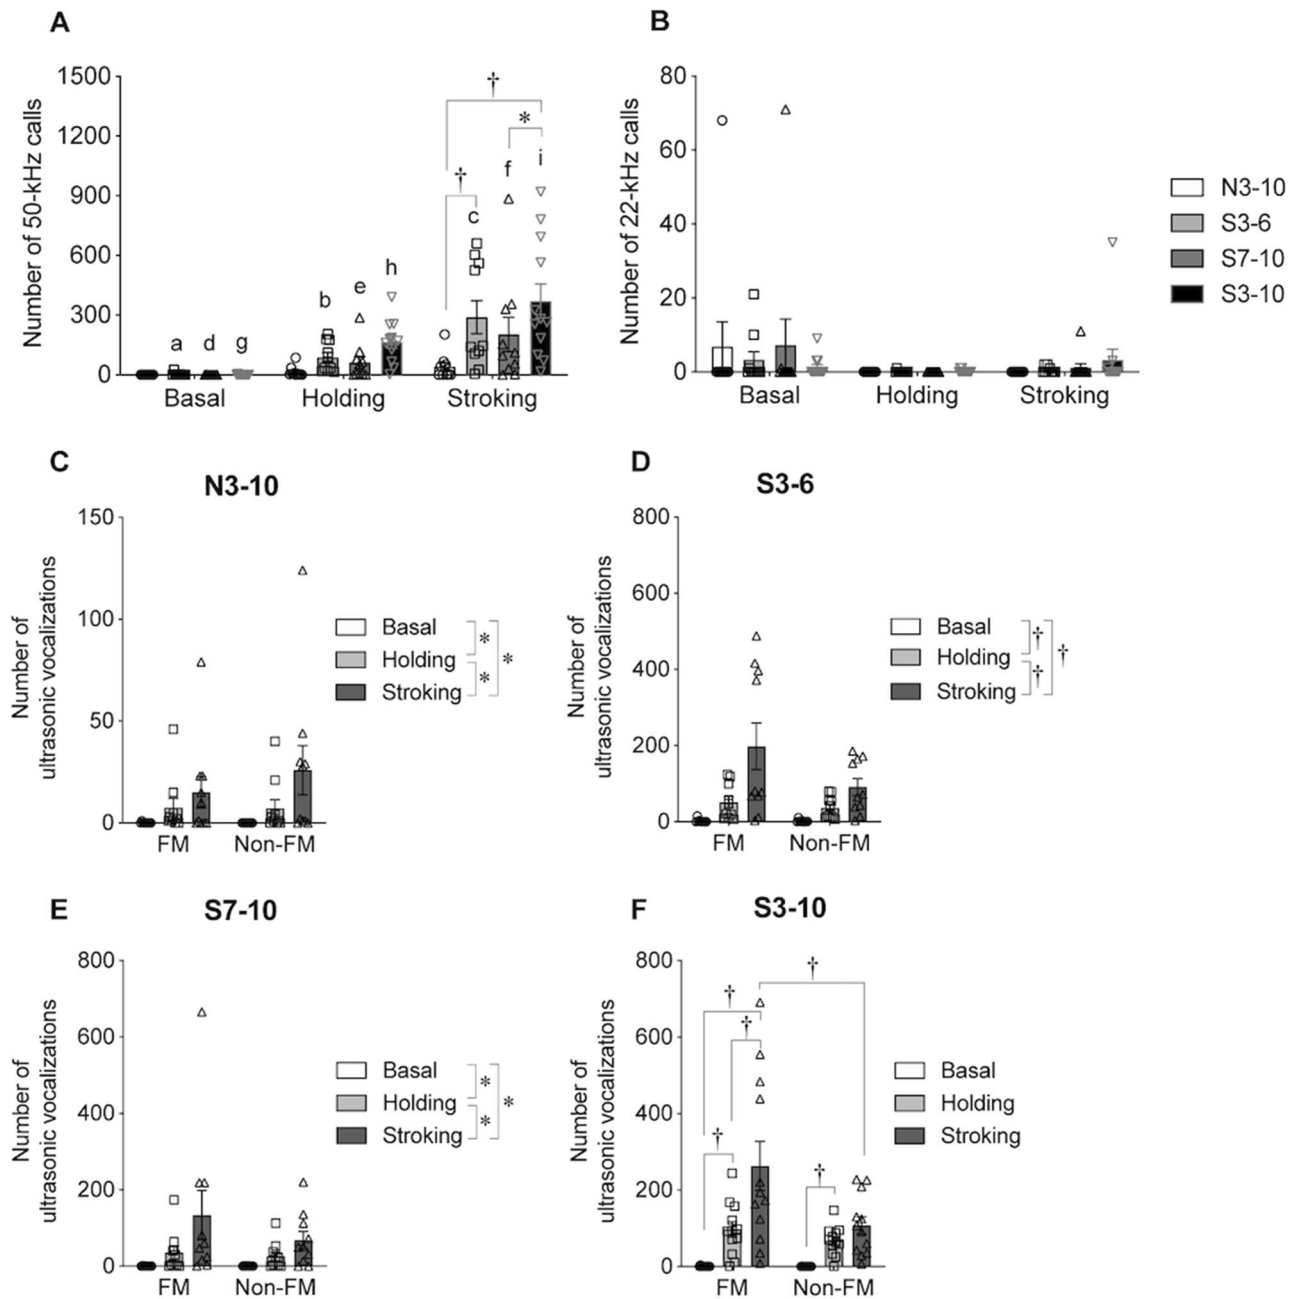 A
Number of 50-kHz calls
1500
1200
900
600
300
0
†
*
†
a
d
g
b
e
h
c
f
i
Basal
Holding
Stroking
B
Number of 22-kHz calls
80
60
40
20
0
Basal
Holding
Stroking
N3-10
S3-6
S7-10
S3-10
C
N3-10
Number of
ultrasonic vocalizations
150
100
50
0
FM
Non-FM
Basal
Holding
Stroking
*
*
*
D
S3-6
Number of
ultrasonic vocalizations
800
600
400
200
0
FM
Non-FM
Basal
Holding
Stroking
†
†
†
E
S7-10
Number of
ultrasonic vocalizations
800
600
400
200
0
FM
Non-FM
Basal
Holding
Stroking
*
*
*
F
S3-10
Number of
ultrasonic vocalizations
800
600
400
200
0
†
†
†
†
†
FM
Non-FM
Basal
Holding
Stroking